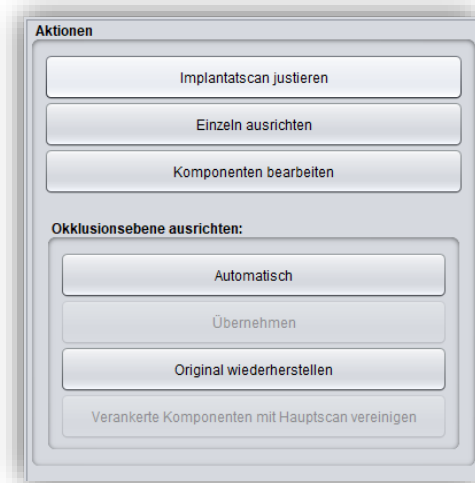 Aktionen
Implantatscan justieren
Einzeln ausrichten
Komponenten bearbeiten
Okklusionsebene ausrichten:
Automatisch
Übernehmen
Original wiederherstellen
Verankerte Komponenten mit Hauptscan vereinigen